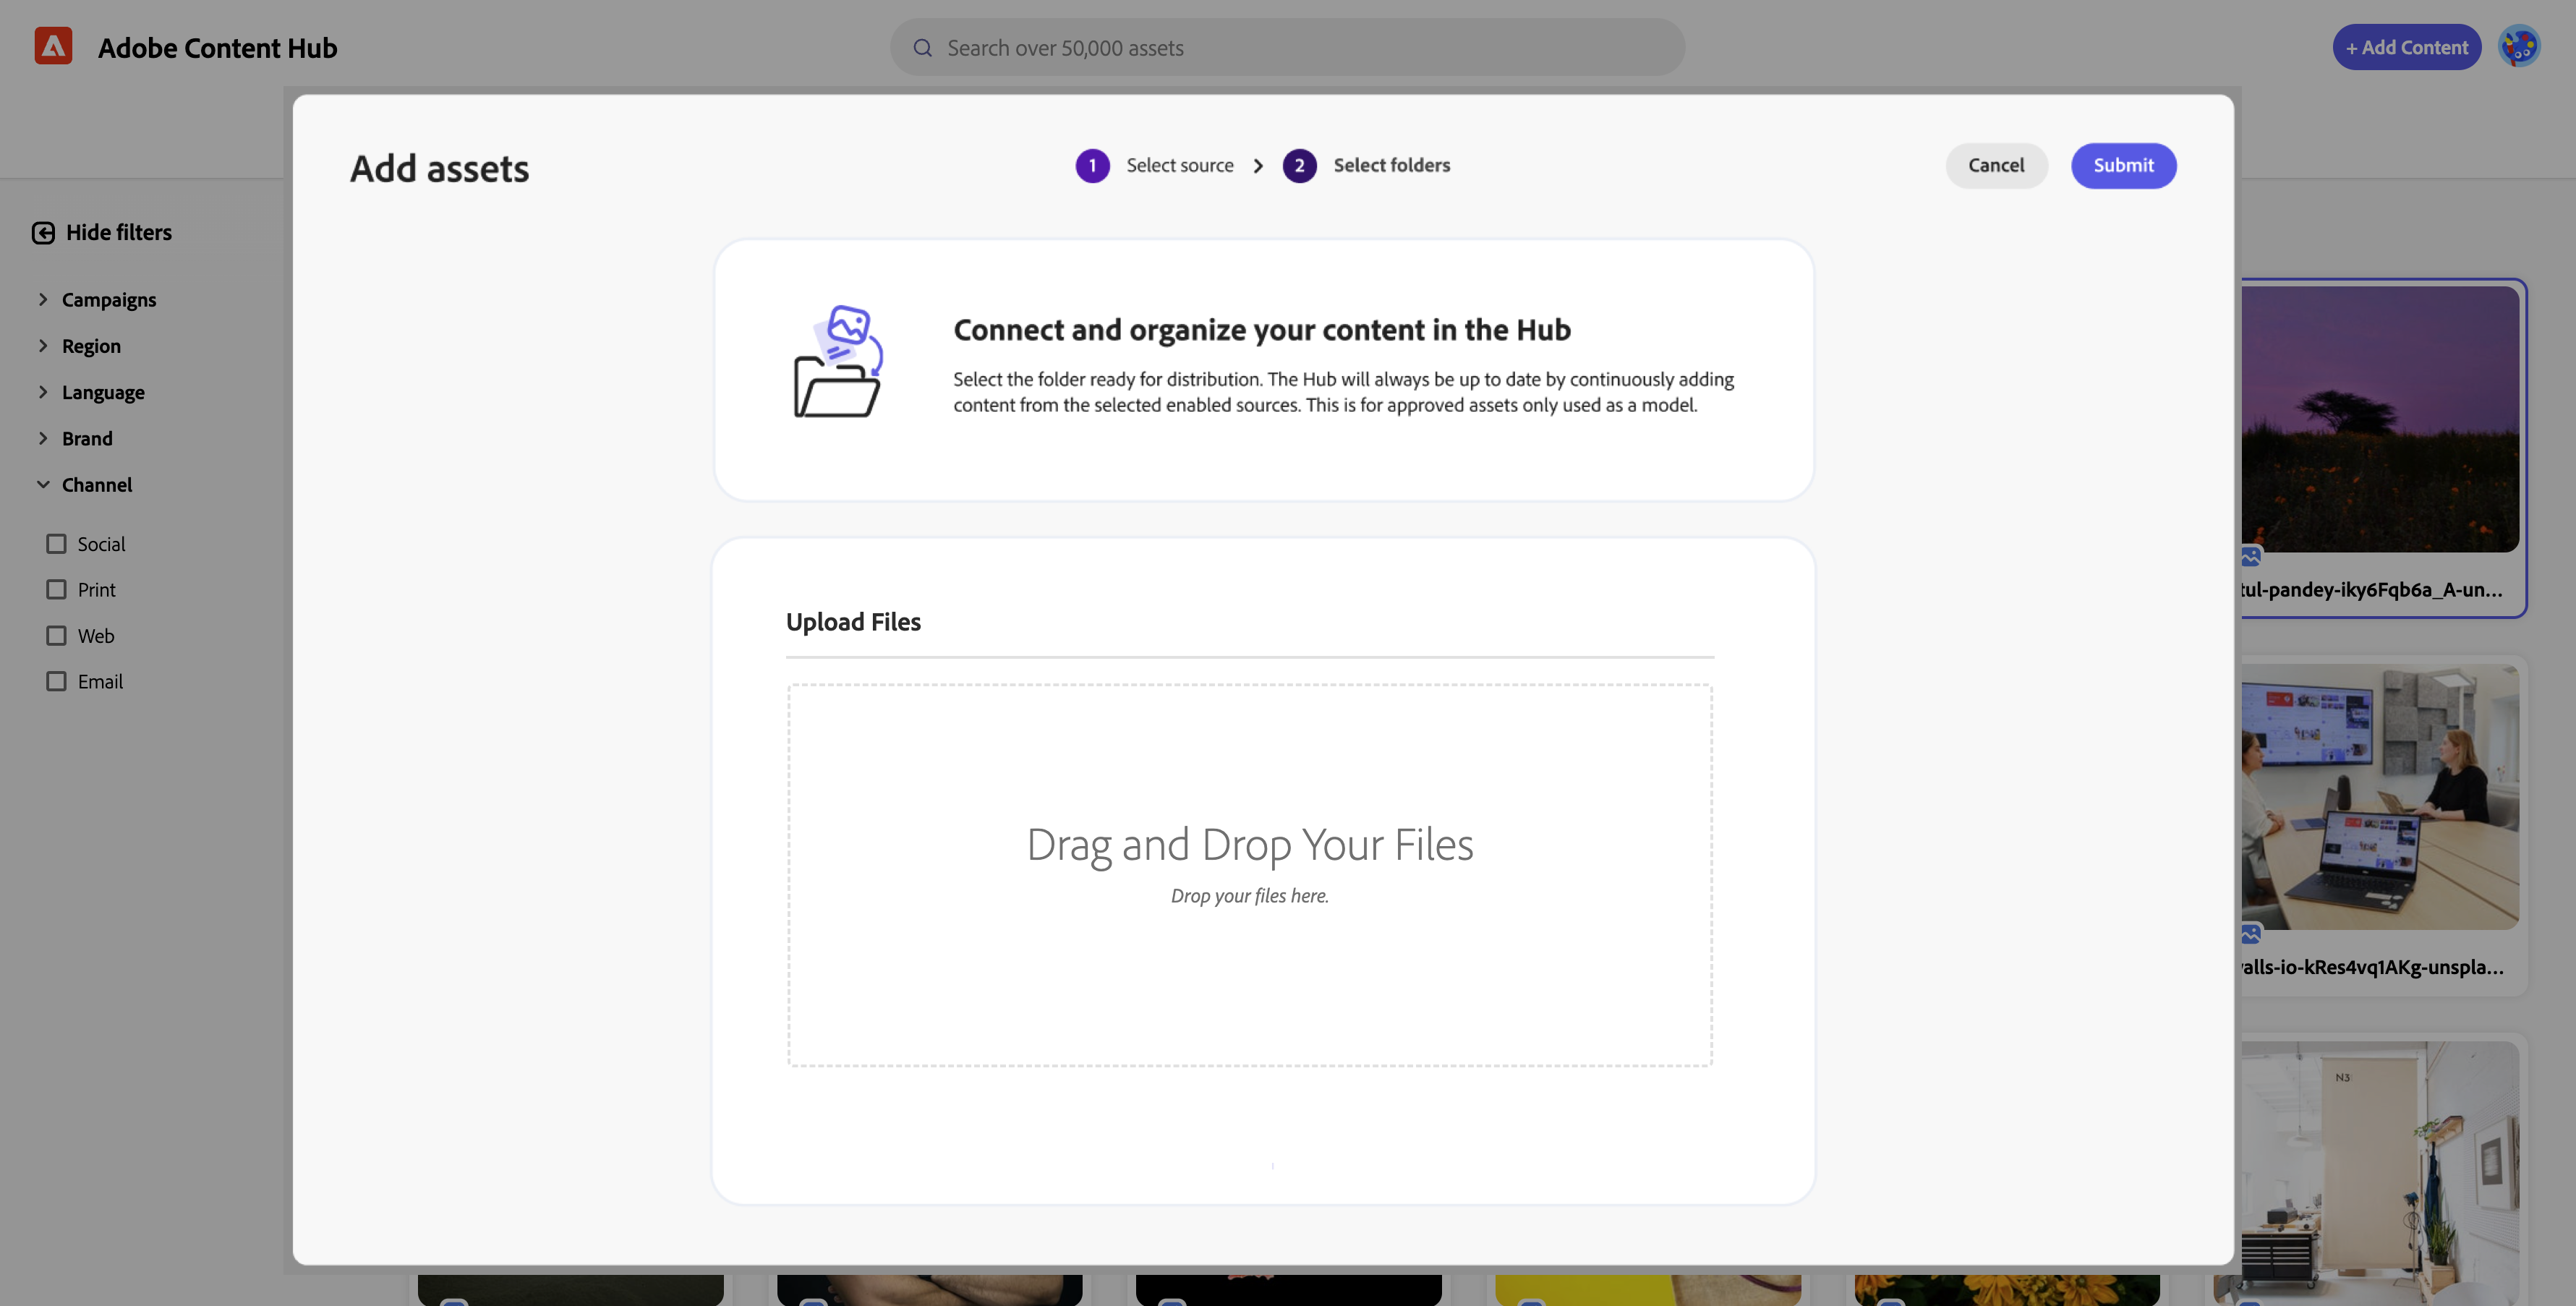 Adobe Content Hub
Search over 50,000 assets
+ Add Content
Add assets
1 Select source > 2 Select folders
Cancel
Submit
Hide filters
Campaigns
Region
Language
Brand
Channel
Social
Print
Web
Email
Connect and organize your content in the Hub
Select the folder ready for distribution. The Hub will always be up to date by continuously adding
content from the selected enabled sources. This is for approved assets only used as a model.
Upload Files
Drag and Drop Your Files
Drop your files here.
tul-pandey-iky6Fqb6a_A-un...
alls-io-kRes4vq1AKg-unspla...
N3